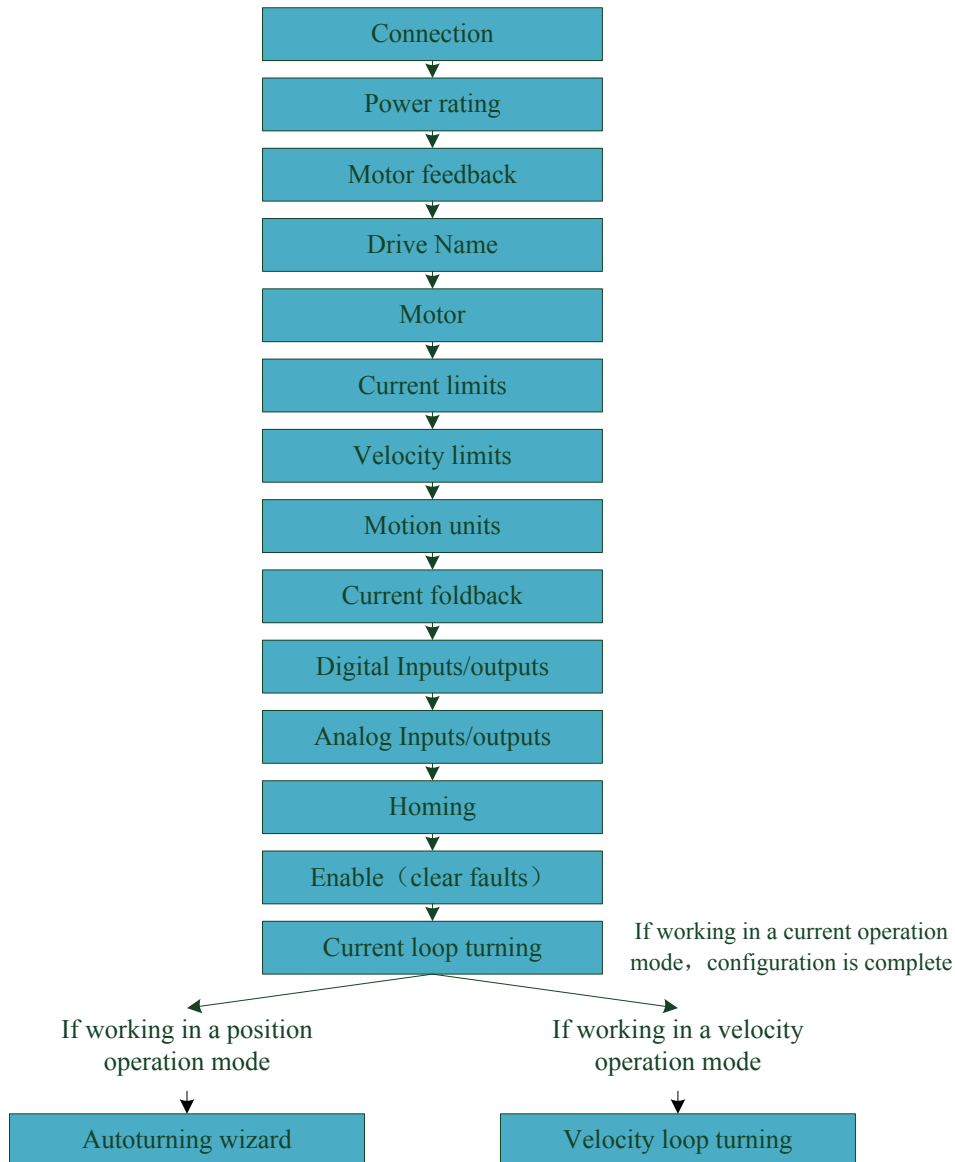 Connection
Power rating
Motor feedback
Drive Name
Motor
Current limits
Velocity limits
Motion units
Current foldback
Digital Inputs/outputs
Analog Inputs/outputs
Homing
Enable（clear faults）
Current loop turning
If working in a current operation
mode，configuration is complete
If working in a position
operation mode
If working in a velocity
operation mode
Autoturning wizard
Velocity loop turning